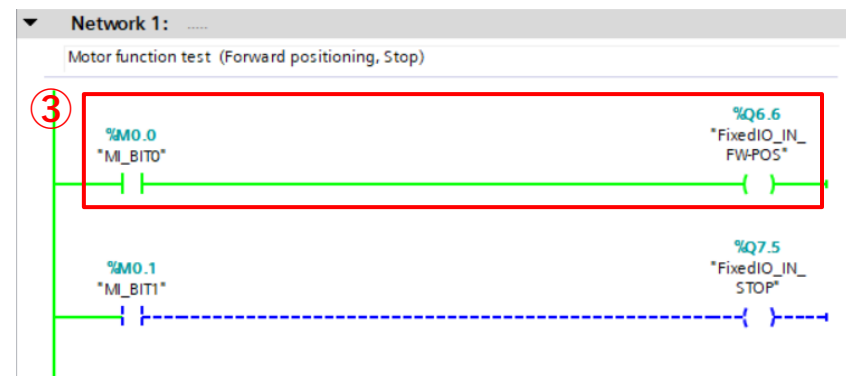 Network 1: .....
Motor function test (Forward positioning, Stop)
③
%M0.0
"MI_BIT0"
%Q6.6
"FixedIO_IN_
FW-POS"
%M0.1
"MI_BIT1"
%Q7.5
"FixedIO_IN_
STOP"